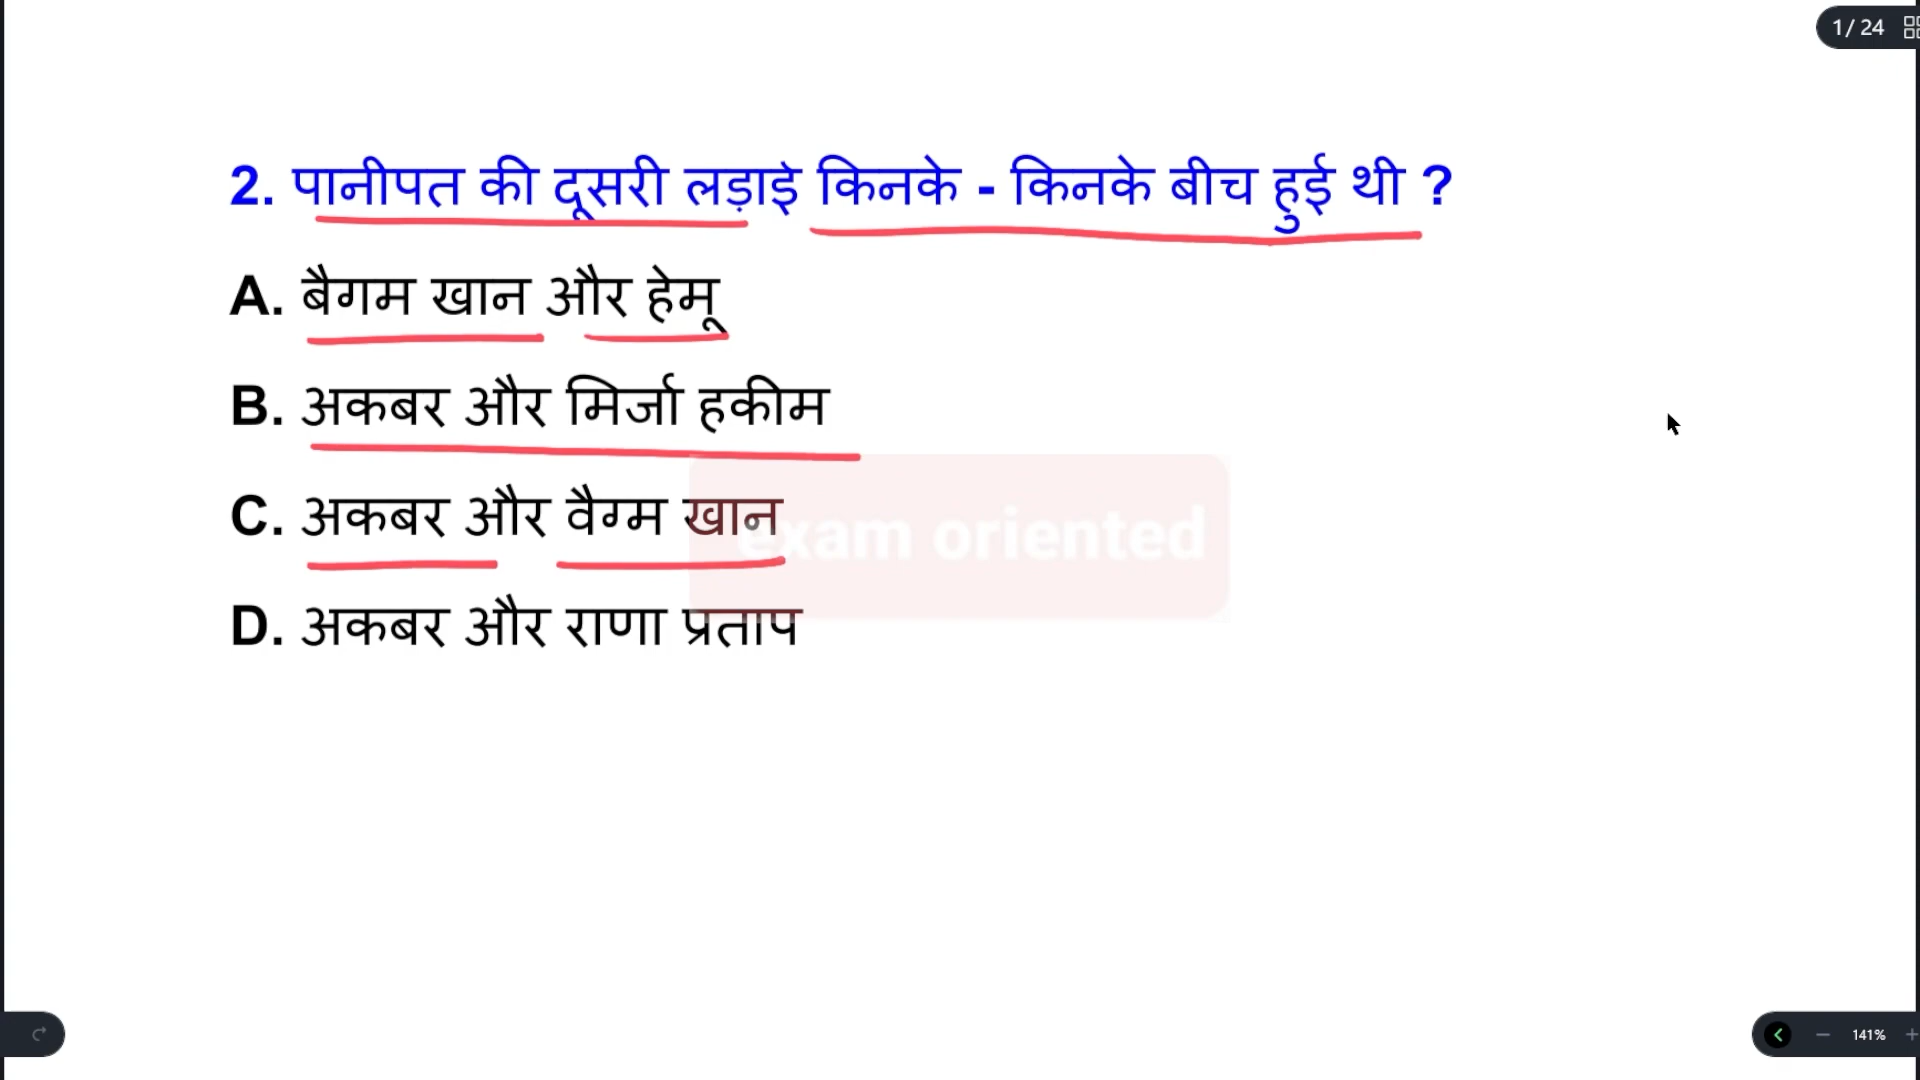 1/ 24
2. पानीपत की दूसरी लड़ाइं किनके - किनके बीच हुई थी ?
A. बैगम खान और हेमू
B. अकबर और मिर्जा हकीम
C. अकबर और वैग्म खान
exam oriented
D. अकबर और राणा प्रताप
141%